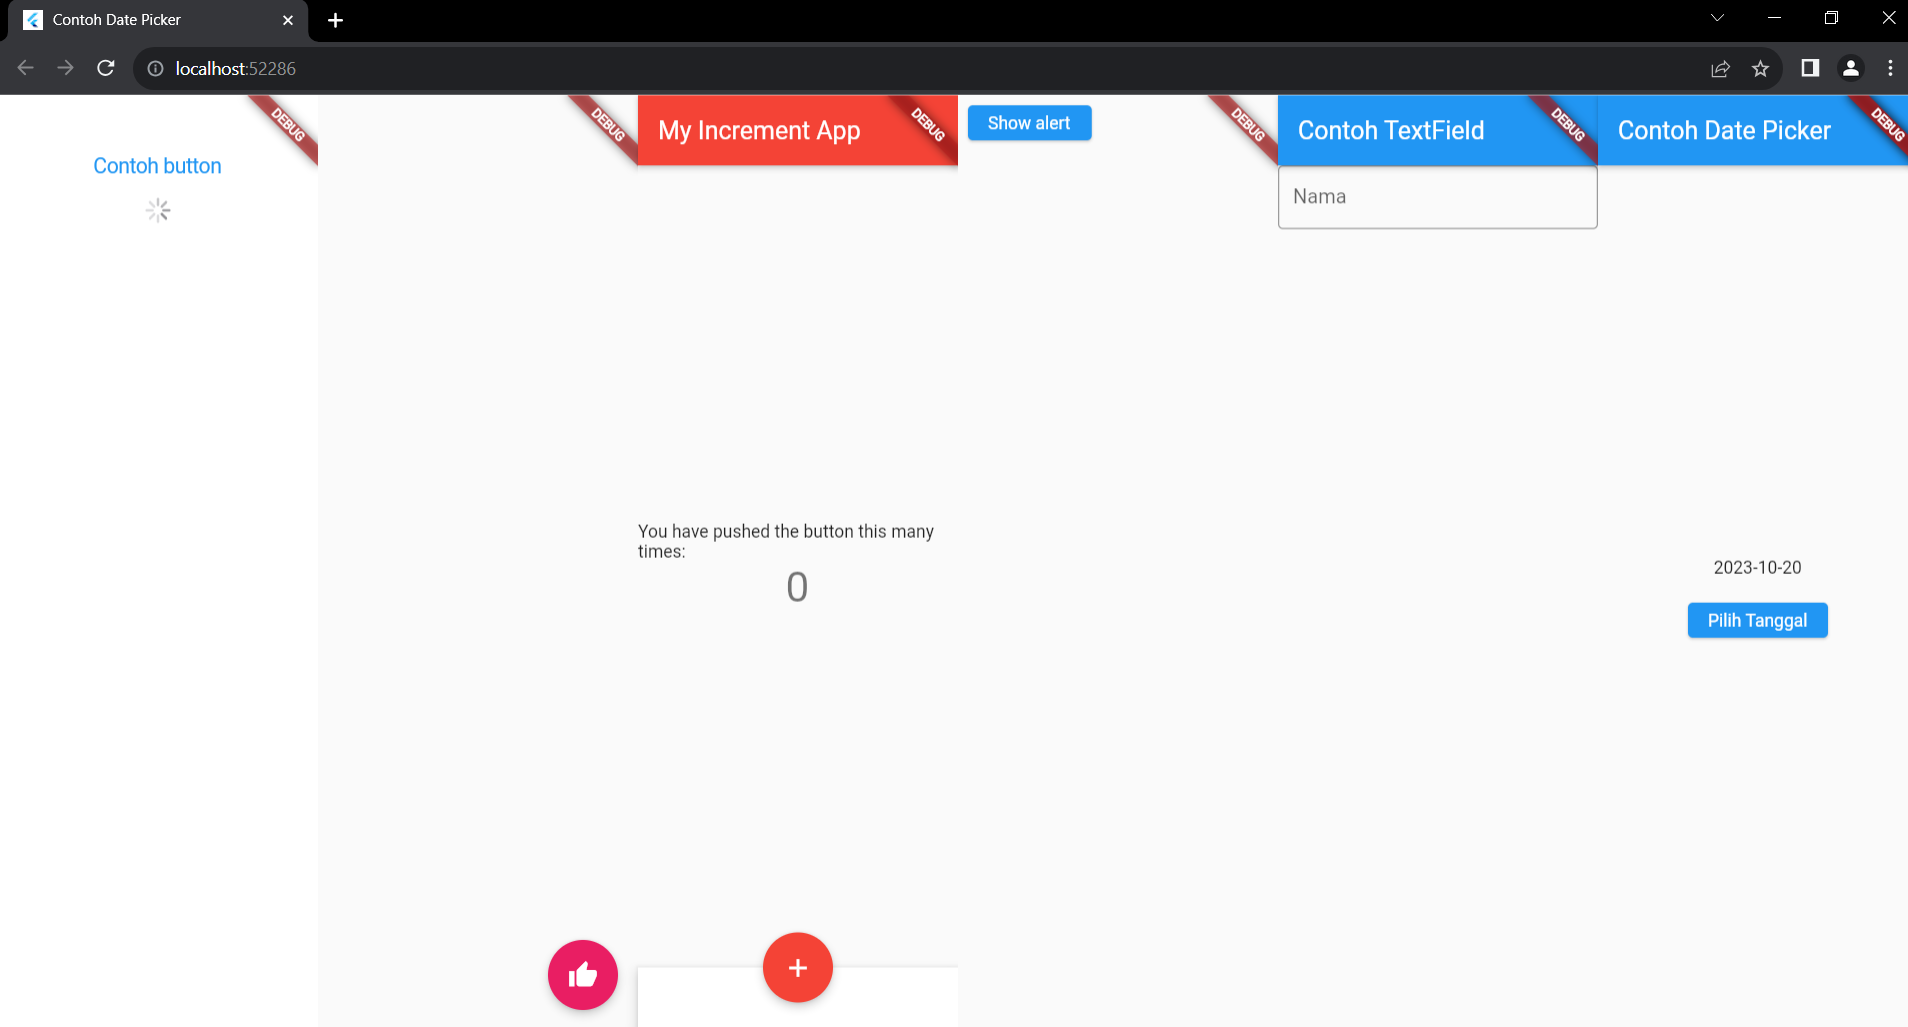 Contoh Date Picker
localhost:52286
DEBUG
Contoh button
DEBUG
My Increment App
DEBUG
You have pushed the button this many
times:
0
Show alert
DEBUG
Contoh TextField
DEBUG
Nama
Contoh Date Picker
DEBUG
2023-10-20
Pilih Tanggal